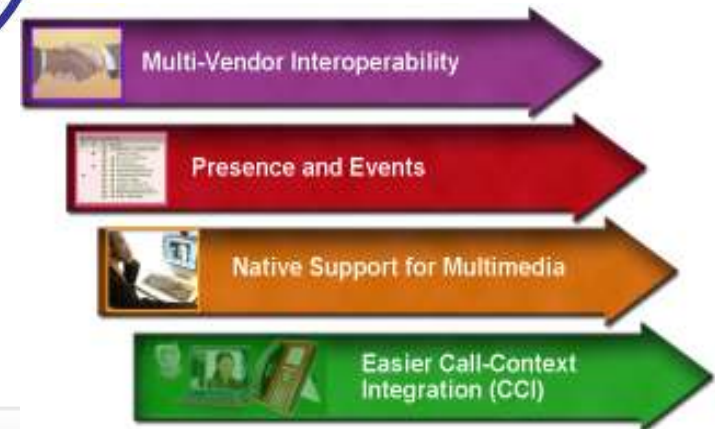 Multi-Vendor Interoperability
Presence and Events
Native Support for Multimedia
Easier Call-Context
Integration (CCI)